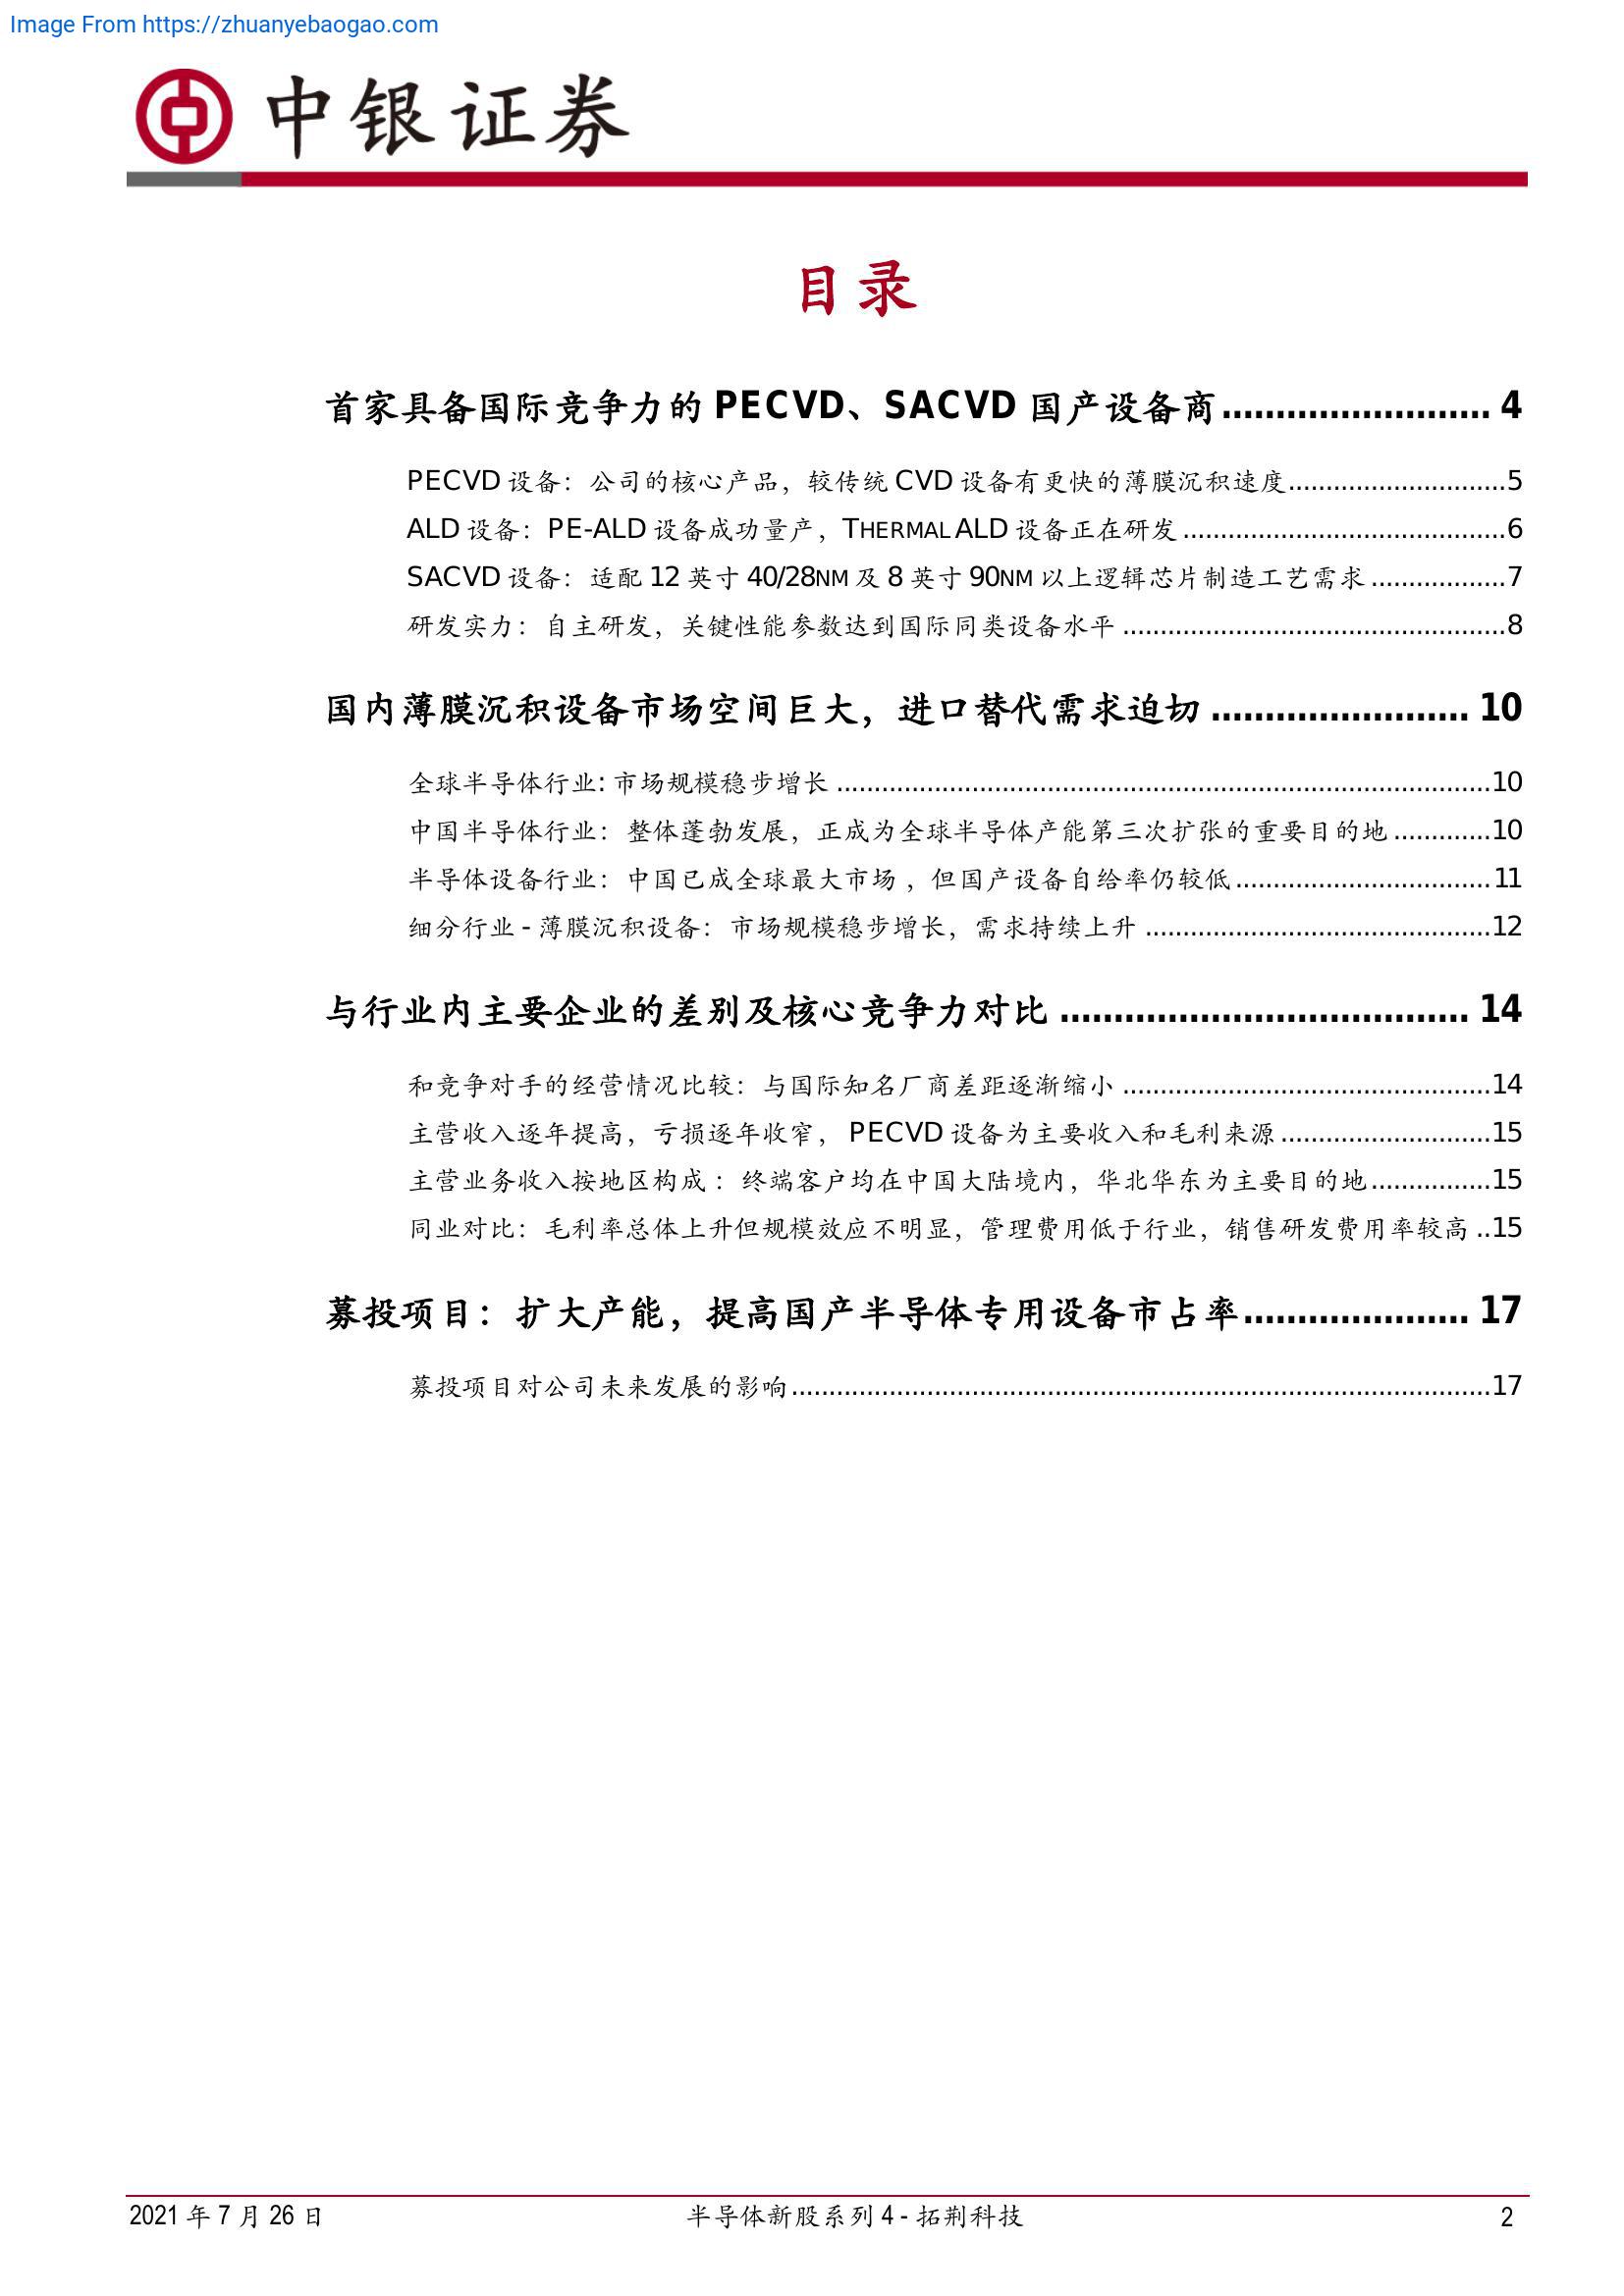 Image From https://zhuanyebaogao.com
中银证券
目录
首家具备国际竞争力的 PECVD、SACVD 国产设备商......................... 4
PECVD 设备：公司的核心产品，较传统 CVD 设备有更快的薄膜沉积速度.............................5
ALD 设备：PE-ALD 设备成功量产，THERMAL ALD 设备正在研发...........................................6
SACVD 设备：适配 12 英寸 40/28NM 及 8 英寸 90NM 以上逻辑芯片制造工艺需求..................7
研发实力：自主研发，关键性能参数达到国际同类设备水平...................................................8
国内薄膜沉积设备市场空间巨大，进口替代需求迫切........................ 10
全球半导体行业: 市场规模稳步增长.......................................................................................10
中国半导体行业：整体蓬勃发展，正成为全球半导体产能第三次扩张的重要目的地.............10
半导体设备行业：中国已成全球最大市场，但国产设备自给率仍较低..................................11
细分行业 - 薄膜沉积设备：市场规模稳步增长，需求持续上升..............................................12
与行业内主要企业的差别及核心竞争力对比...................................... 14
和竞争对手的经营情况比较：与国际知名厂商差距逐渐缩小.................................................14
主营收入逐年提高，亏损逐年收窄，PECVD 设备为主要收入和毛利来源............................15
主营业务收入按地区构成：终端客户均在中国大陆境内，华北华东为主要目的地................15
同业对比：毛利率总体上升但规模效应不明显，管理费用低于行业，销售研发费用率较高..15
募投项目：扩大产能，提高国产半导体专用设备市占率..................... 17
募投项目对公司未来发展的影响.............................................................................................17
2021 年 7 月 26 日
半导体新股系列 4 - 拓荆科技
2